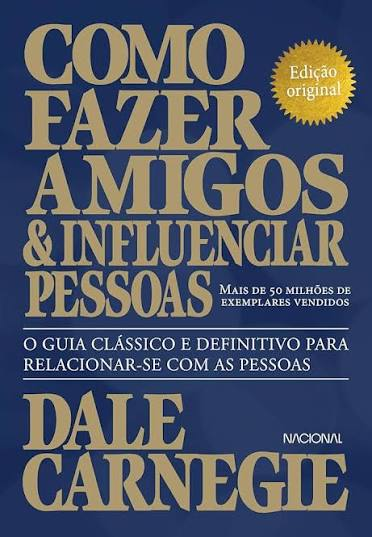 COMO
FAZER
AMIGOS
& INFLUENCIAR
PESSOAS
Edição
original
MAIS DE 50 MILHÕES DE
EXEMPLARES VENDIDOS
O GUIA CLÁSSICO E DEFINITIVO PARA
RELACIONAR-SE COM AS PESSOAS
DALE
CARNEGIE
NACIONAL